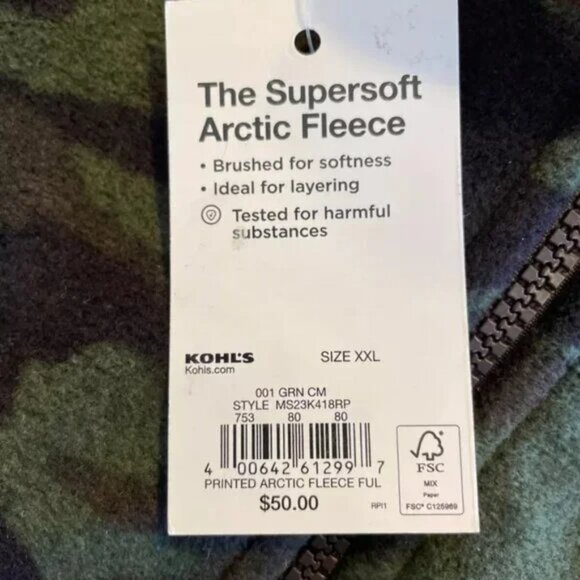 The Supersoft
Arctic Fleece
• Brushed for softness
• Ideal for layering
Tested for harmful
substances
KOHL'S
Kohls.com
SIZE XXL
001 GRN CM
STYLE MS23K418RP
753 80 80
4 00642 61299 7
PRINTED ARCTIC FLEECE FUL
$50.00
RPI1
FSC
MIX
Paper
FSC® C125969